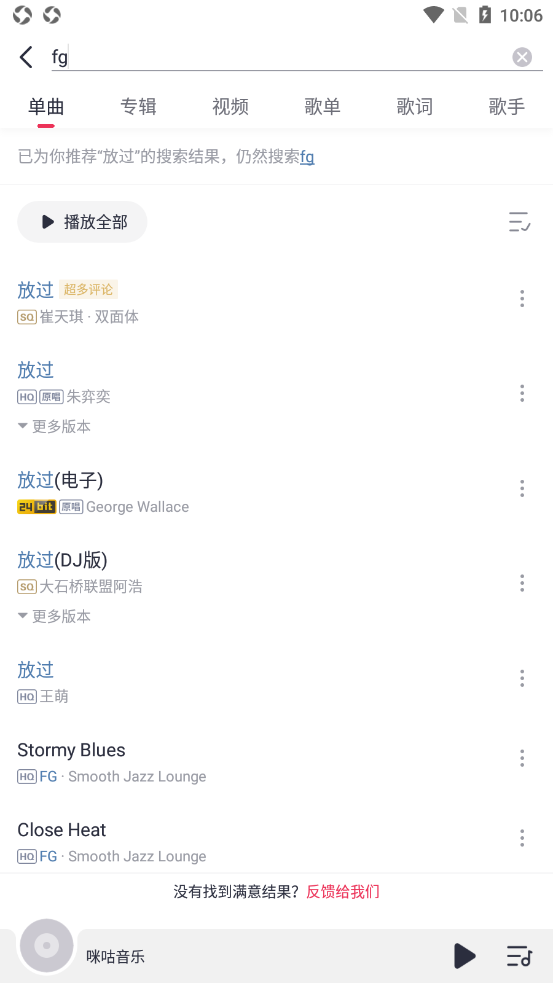 10:06
fg
单曲 专辑 视频 歌单 歌词 歌手
已为你推荐“放过”的搜索结果，仍然搜索fg
播放全部
放过 超多评论
SQ 崔天琪 · 双面体
放过
HQ 原唱 朱弈奕
更多版本
放过(电子)
24bit 原唱 George Wallace
放过(DJ版)
SQ 大石桥联盟阿浩
更多版本
放过
HQ 王萌
Stormy Blues
HQ FG · Smooth Jazz Lounge
Close Heat
HQ FG · Smooth Jazz Lounge
没有找到满意结果？反馈给我们
咪咕音乐